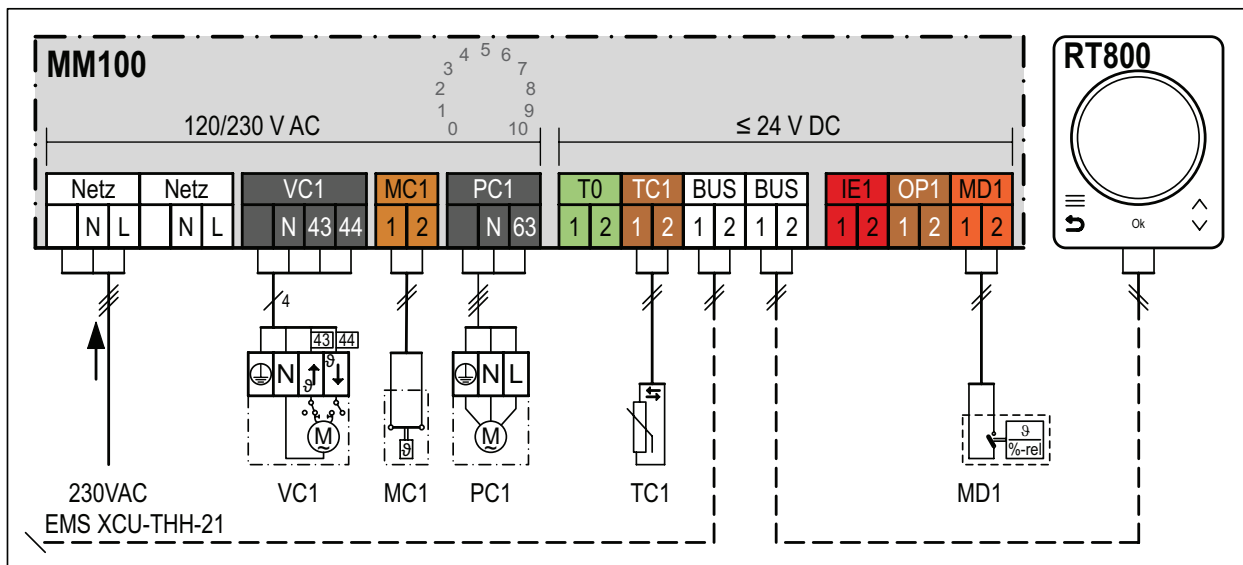 MM100
0 1 2 3 4 5 6 7 8 9 10
RT800
120/230 V AC
≤ 24 V DC
Netz Netz VC1 MC1 PC1 T0 TC1 BUS BUS IE1 OP1 MD1
N L N L N 43 44 1 2 N 63 1 2 1 2 1 2 1 2 1 2 1 2 1 2
Ok
4
43 44
N ϑ ϑ
N L
M
~
ϑ
M
~
ϑ
%-rel
230VAC VC1 MC1 PC1 TC1 MD1
EMS XCU-THH-21